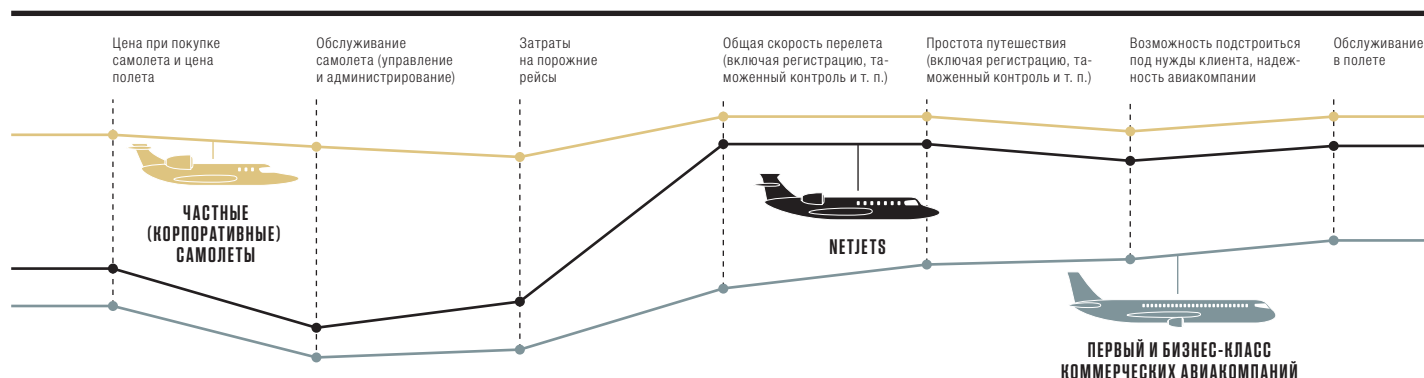 Цена при покупке
самолета и цена
полета
Обслуживание
самолета (управление
и администрирование)
Затраты
на порожние
рейсы
Общая скорость перелета
(включая регистрацию, та-
моженный контроль и т. п.)
Простота путешествия
(включая регистрацию, та-
моженный контроль и т. п.)
Возможность подстроиться
под нужды клиента, надеж-
ность авиакомпании
Обслуживание
в полете
ЧАСТНЫЕ
(КОРПОРАТИВНЫЕ)
САМОЛЕТЫ
NETJETS
ПЕРВЫЙ И БИЗНЕС-КЛАСС
КОММЕРЧЕСКИХ АВИАКОМПАНИЙ